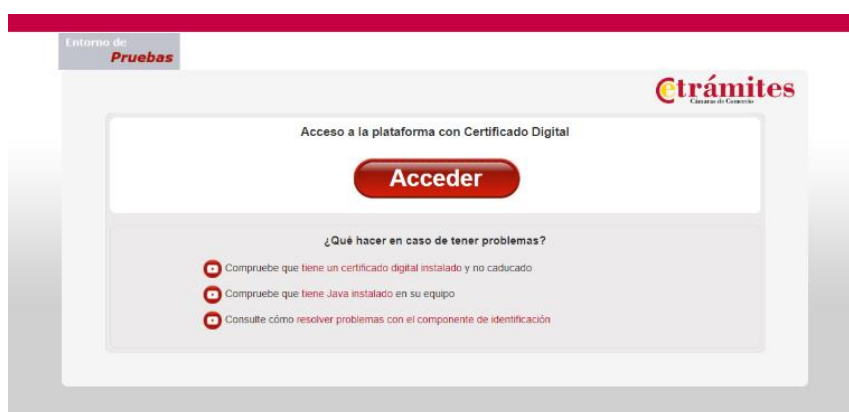 Entorno de
Pruebas
etrámites
Cámaras de Comercio
Acceso a la plataforma con Certificado Digital
Acceder
¿Qué hacer en caso de tener problemas?
Compruebe que tiene un certificado digital instalado y no caducado
Compruebe que tiene Java instalado en su equipo
Consulte cómo resolver problemas con el componente de identificación